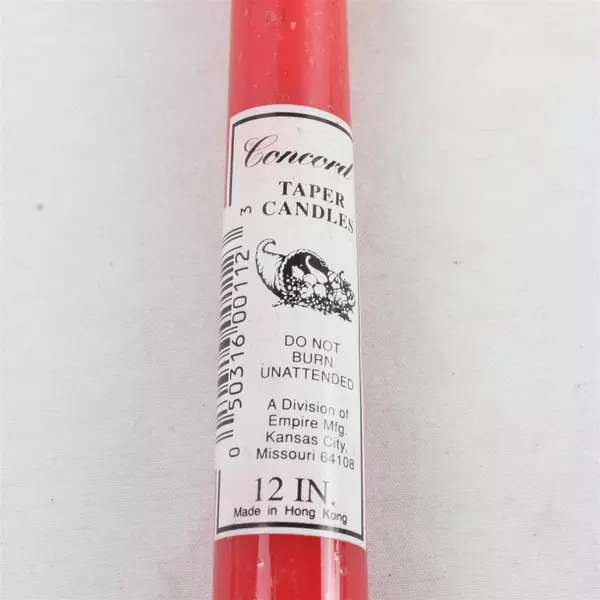 Concord
TAPER
CANDLES
DO NOT
BURN
UNATTENDED
A Division of
Empire Mfg.
Kansas City,
Missouri 64108
12 IN.
Made in Hong Kong
0 50316 00112 3